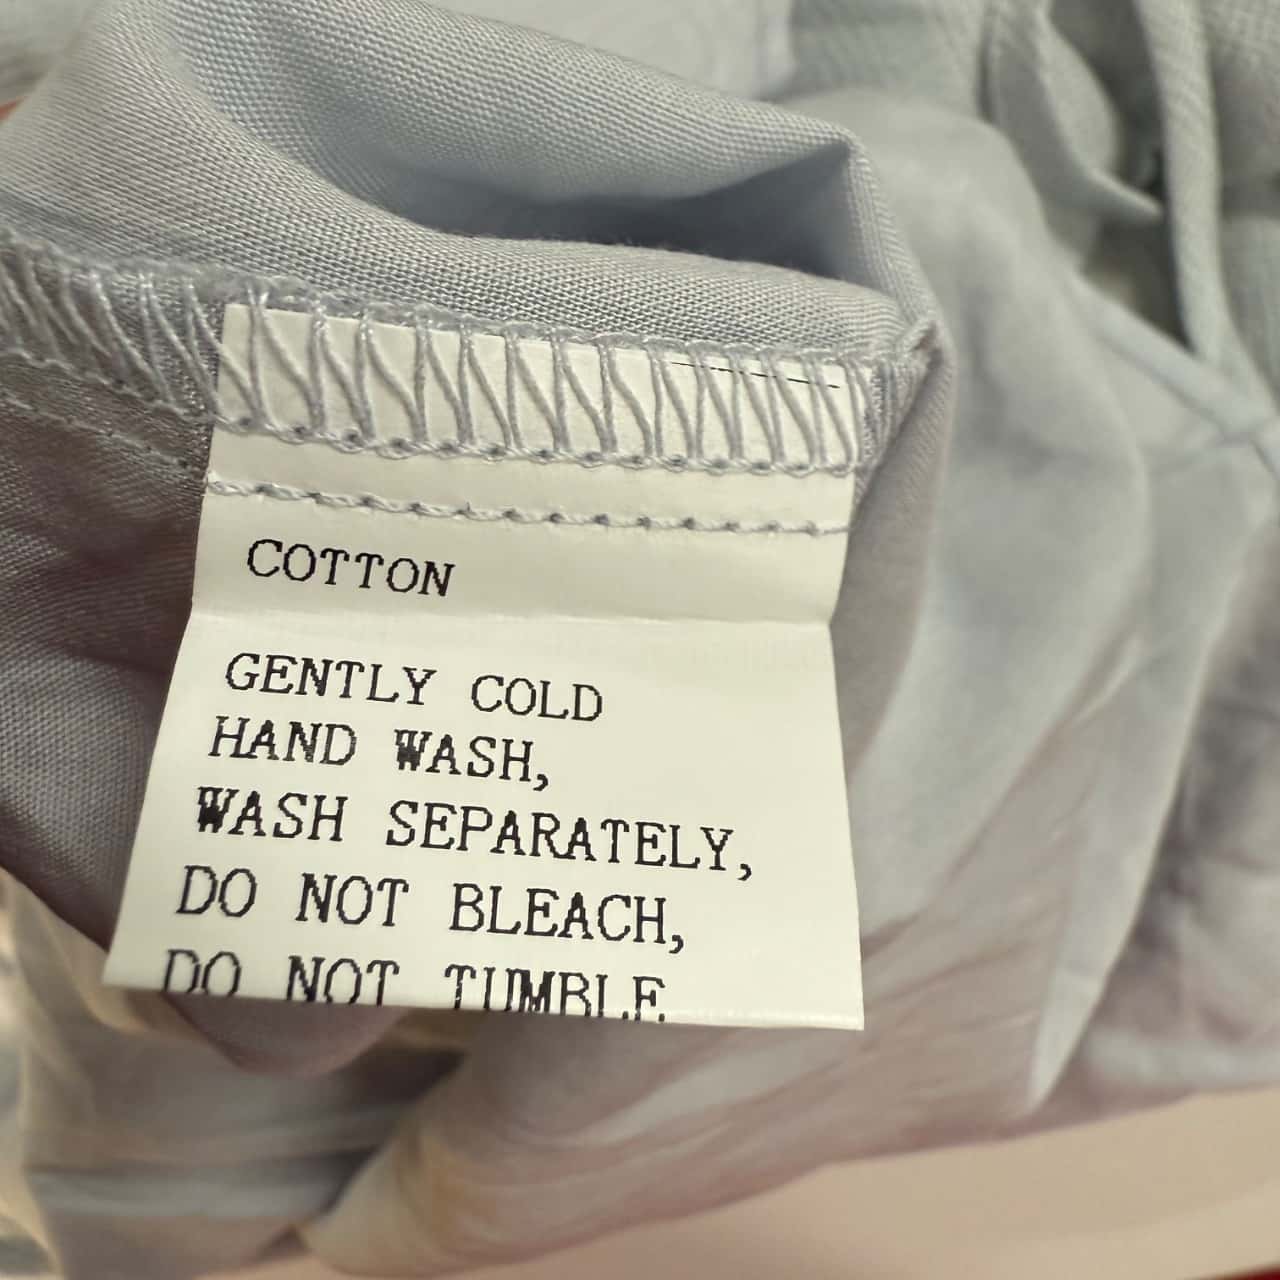 COTTON
GENTLY COLD
HAND WASH,
WASH SEPARATELY,
DO NOT BLEACH,
DO NOT TUMBLE